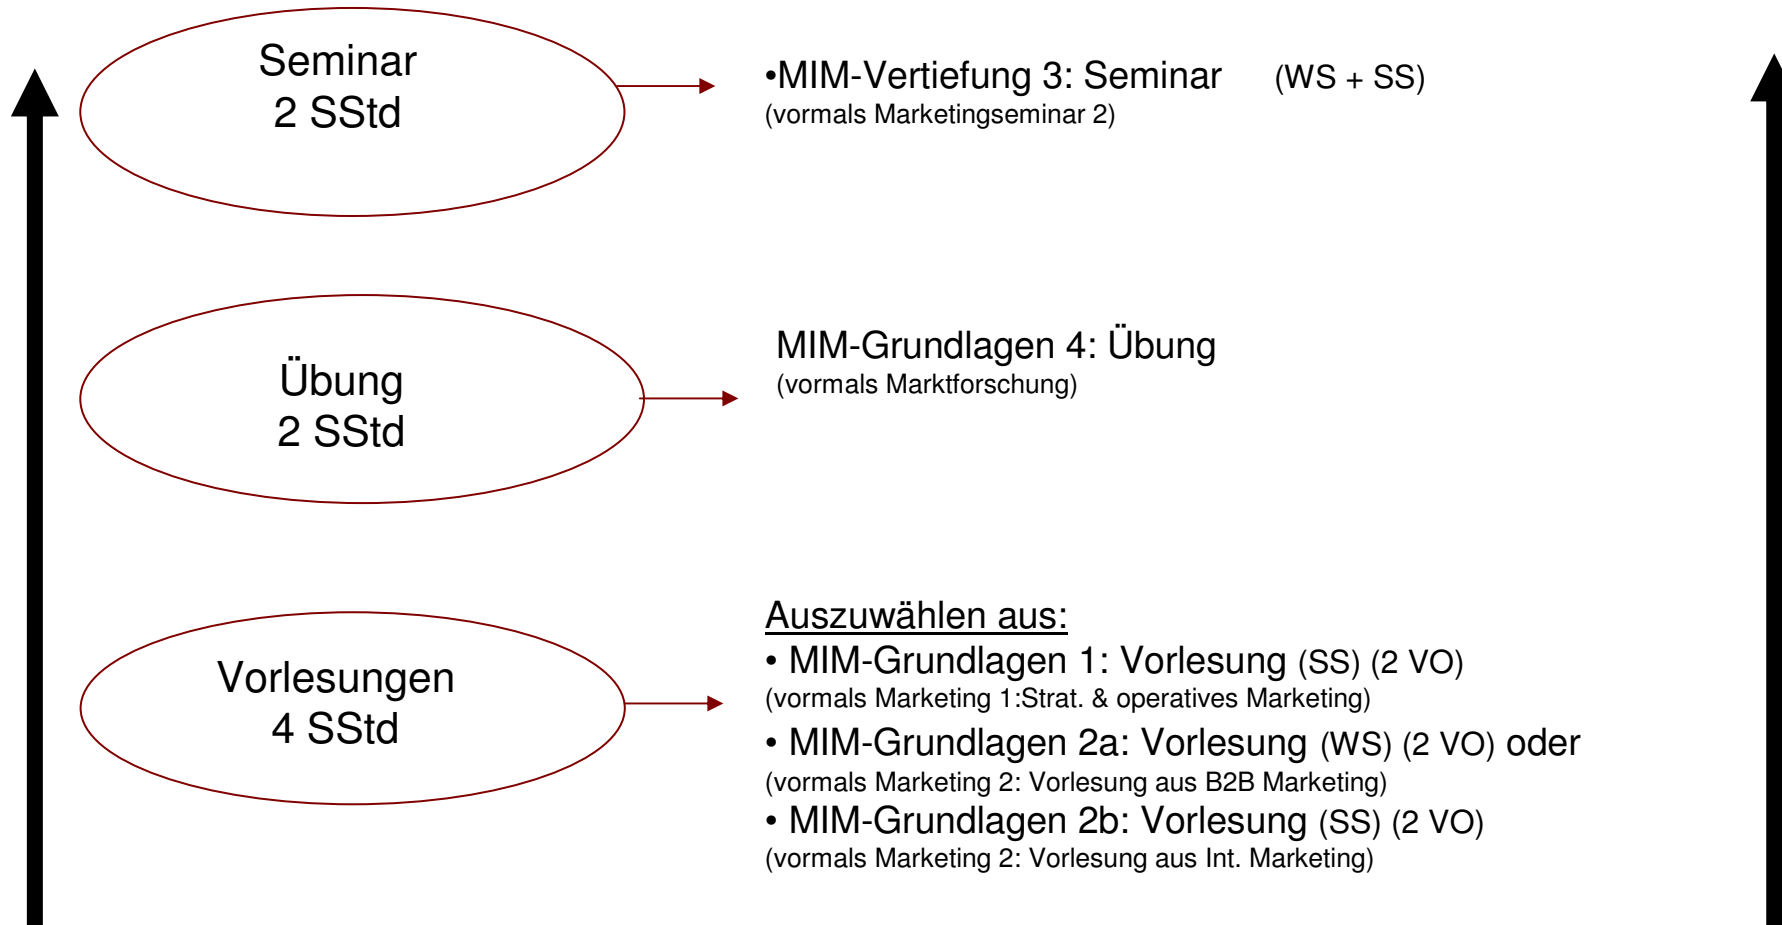 Seminar
2 SStd
•MIM-Vertiefung 3: Seminar (WS + SS)
(vormals Marketingseminar 2)
Übung
2 SStd
MIM-Grundlagen 4: Übung
(vormals Marktforschung)
Vorlesungen
4 SStd
Auszuwählen aus:
• MIM-Grundlagen 1: Vorlesung (SS) (2 VO)
(vormals Marketing 1:Strat. & operatives Marketing)
• MIM-Grundlagen 2a: Vorlesung (WS) (2 VO) oder
(vormals Marketing 2: Vorlesung aus B2B Marketing)
• MIM-Grundlagen 2b: Vorlesung (SS) (2 VO)
(vormals Marketing 2: Vorlesung aus Int. Marketing)